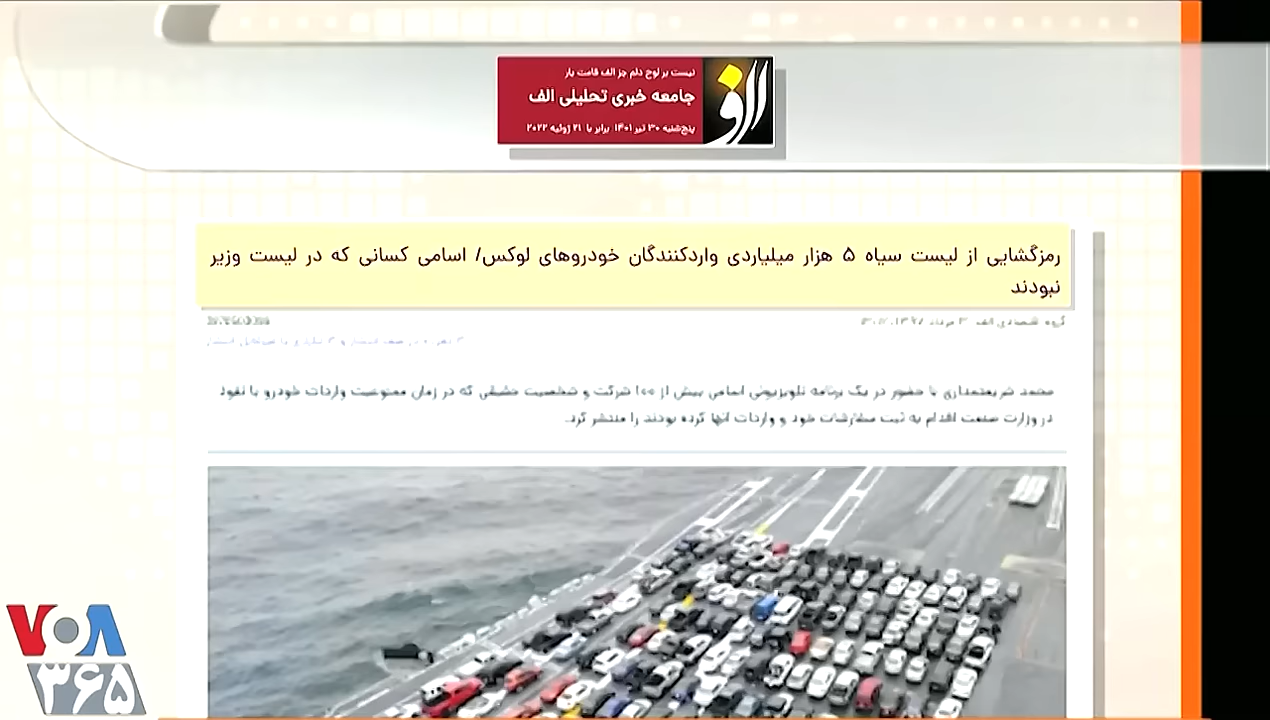 نیست بر لوح دلم جز الف قامت یار
جامعه خبری تحلیلی الف
پنج‌شنبه ۳۰ تیر ۱۴۰۱ برابر با ۲۱ ژوئیه ۲۰۲۲
الف
رمزگشایی از لیست سیاه ۵ هزار میلیاردی واردکنندگان خودروهای لوکس/ اسامی کسانی که در لیست وزیر
نبودند
محمد شریعتمداری با حضور در یک برنامه تلویزیونی اسامی بیش از ۱۰۰ شرکت و شخصیت حقیقی که در زمان ممنوعیت واردات خودرو با نفوذ
در وزارت صنعت اقدام به ثبت سفارشات خود و واردات آنها کرده بودند را منتشر کرد.
VOA
۳۶۵